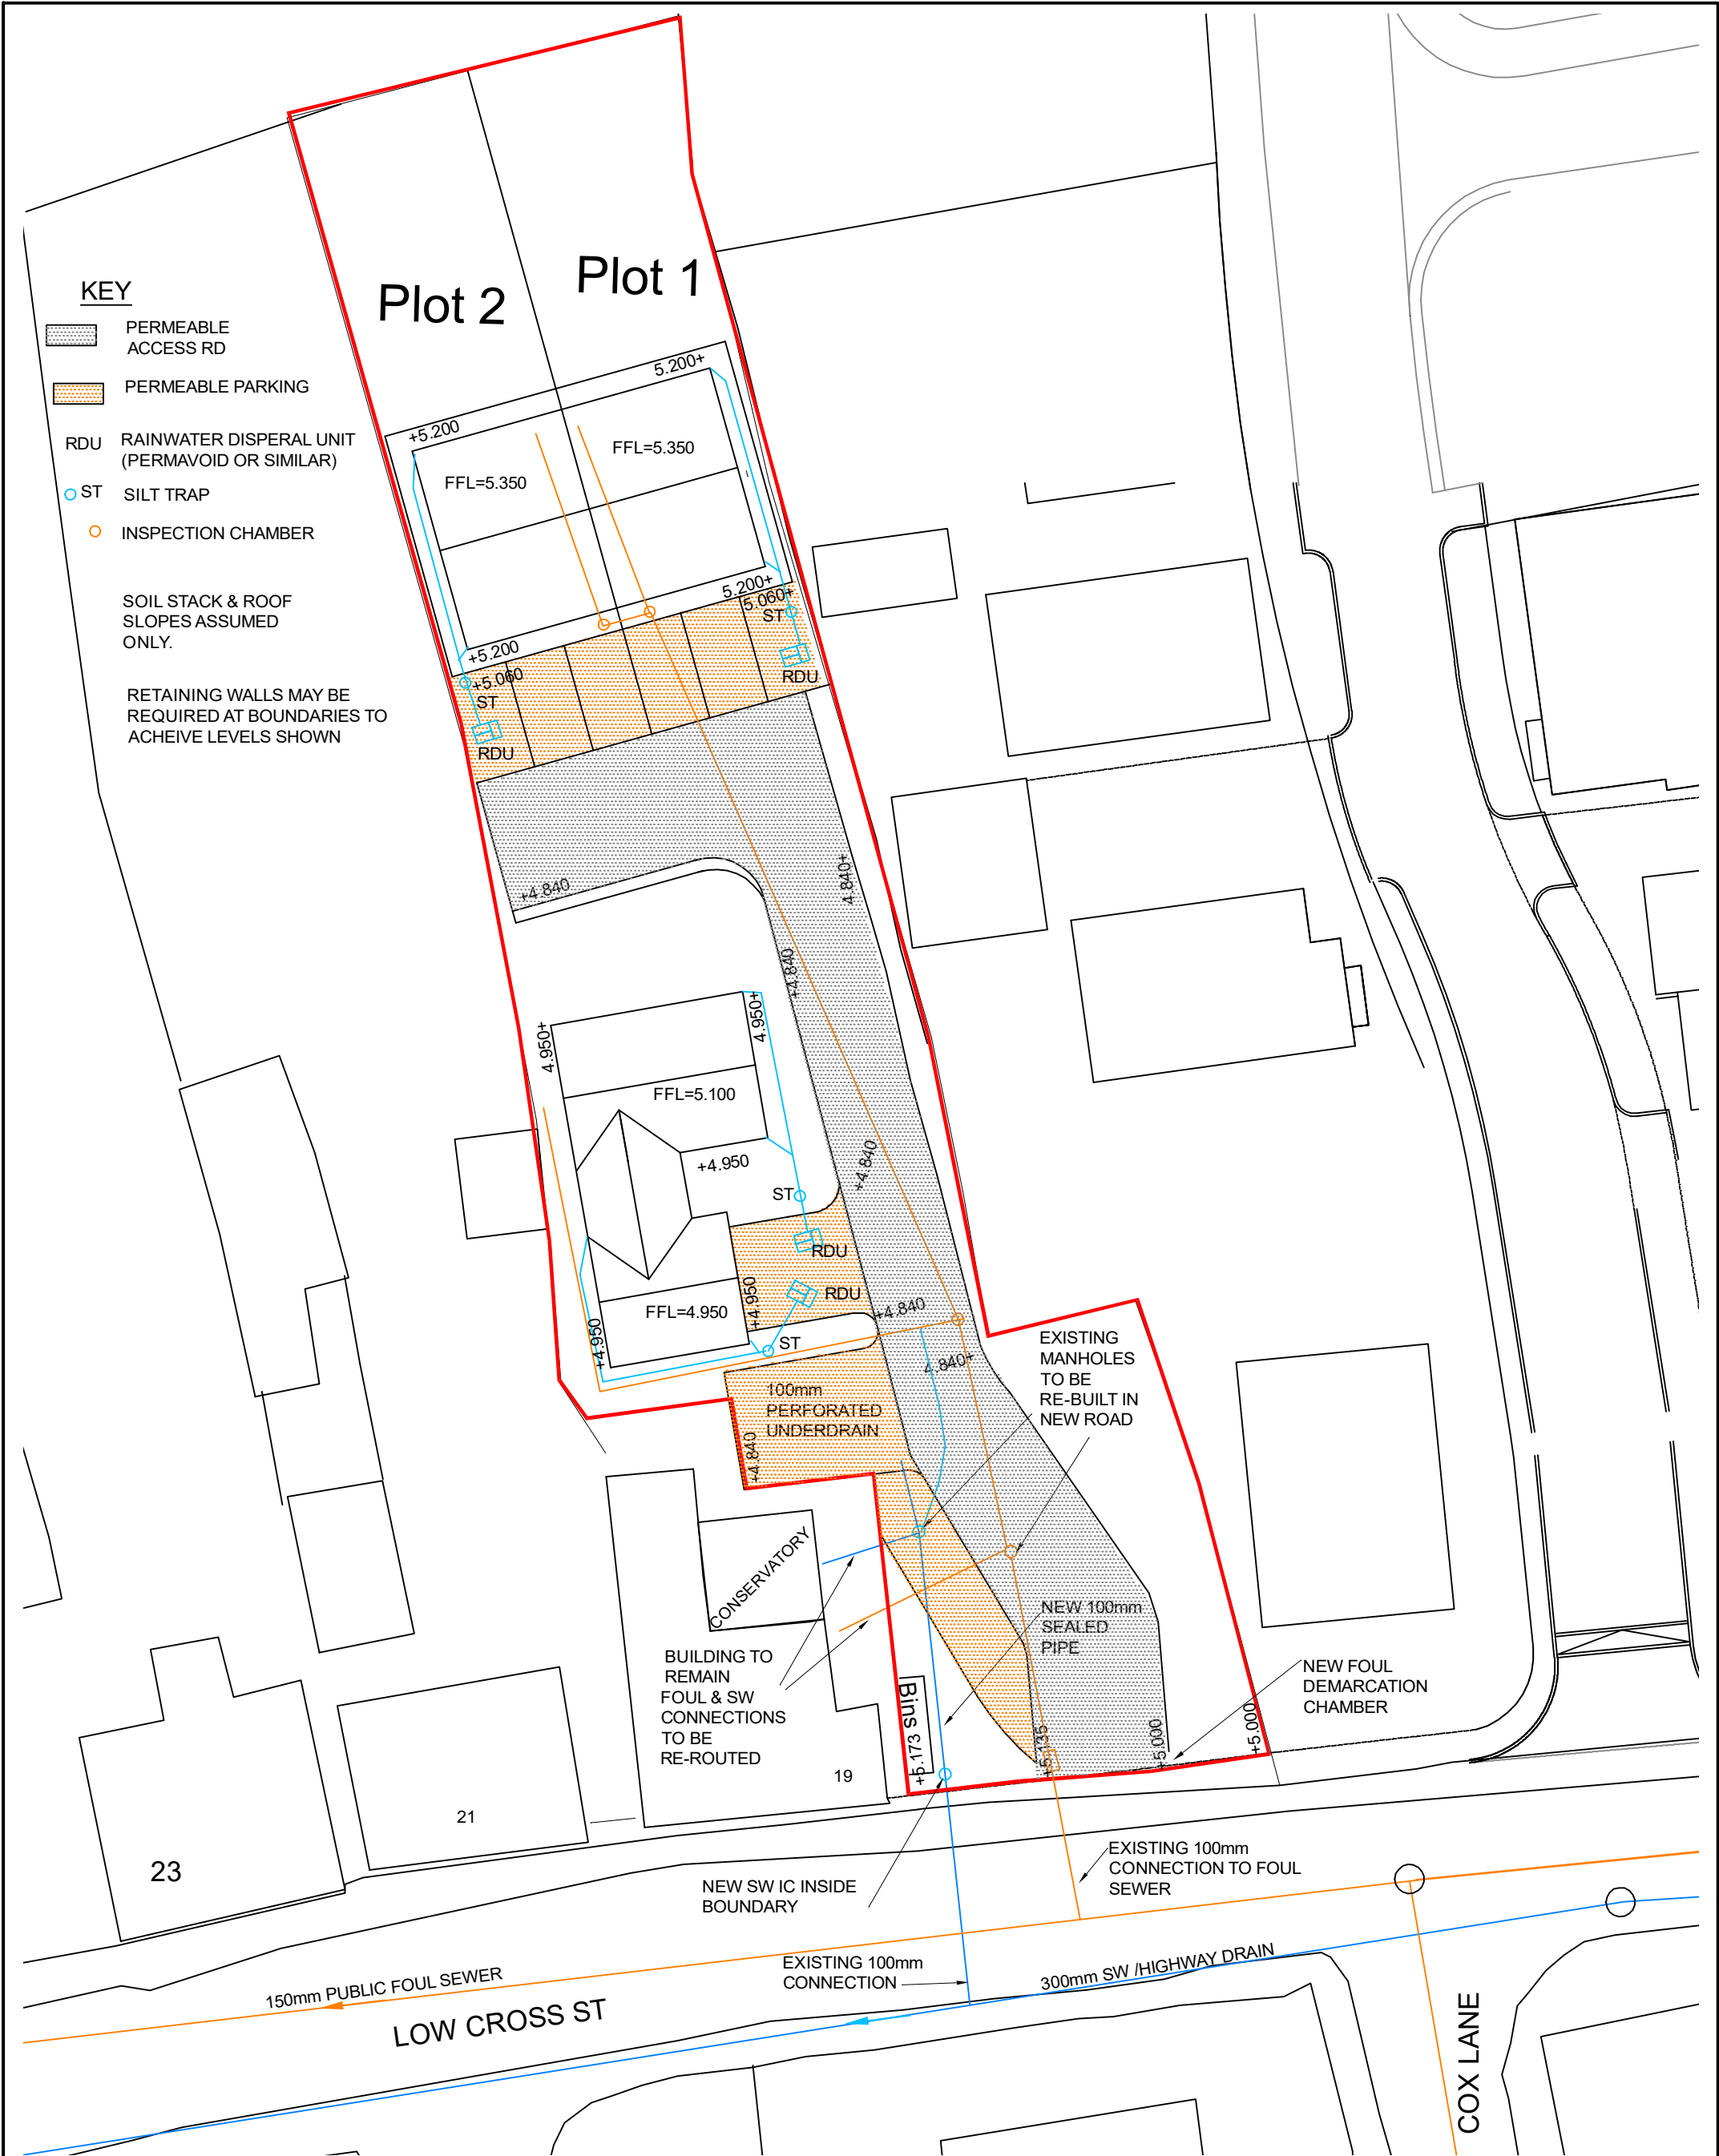 KEY
PERMEABLE
ACCESS RD
PERMEABLE PARKING
RDU
RAINWATER DISPERAL UNIT
(PERMAVOID OR SIMILAR)
ST
SILT TRAP
INSPECTION CHAMBER
SOIL STACK & ROOF
SLOPES ASSUMED
ONLY.
RETAINING WALLS MAY BE
REQUIRED AT BOUNDARIES TO
ACHEIVE LEVELS SHOWN
Plot 2
Plot 1
5.200+
+5.200
FFL=5.350
FFL=5.350
5.200+
5.060+
ST
RDU
+5.200
+5.060
ST
RDU
+4.840
4.840+
+4.840
4.950+
4.950+
FFL=5.100
+4.950
+4.840
ST
RDU
RDU
+4.950
FFL=4.950
+4.950
ST
+4.840
4.840+
EXISTING
MANHOLES
TO BE
RE-BUILT IN
NEW ROAD
100mm
PERFORATED
UNDERDRAIN
+4.840
CONSERVATORY
NEW 100mm
SEALED
PIPE
BUILDING TO
REMAIN
FOUL & SW
CONNECTIONS
TO BE
RE-ROUTED
NEW FOUL
DEMARCATION
CHAMBER
Bins
+5.173
+5.135
+5.000
+5.000
19
21
23
NEW SW IC INSIDE
BOUNDARY
EXISTING 100mm
CONNECTION TO FOUL
SEWER
EXISTING 100mm
CONNECTION
300mm SW /HIGHWAY DRAIN
150mm PUBLIC FOUL SEWER
LOW CROSS ST
COX LANE